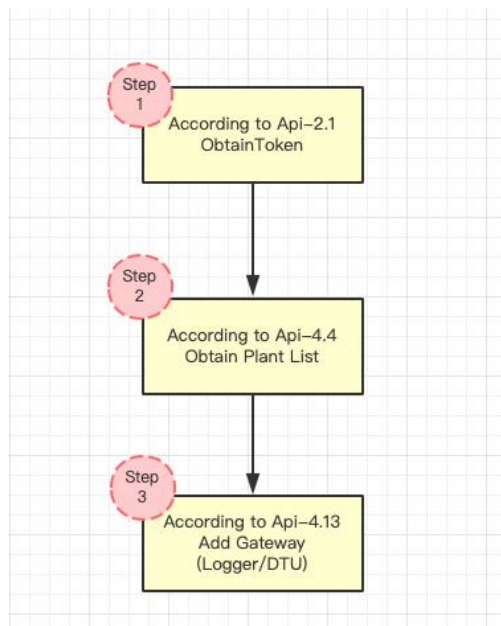 Step
1
According to Api-2.1
ObtainToken
Step
2
According to Api-4.4
Obtain Plant List
Step
3
According to Api-4.13
Add Gateway
(Logger/DTU)